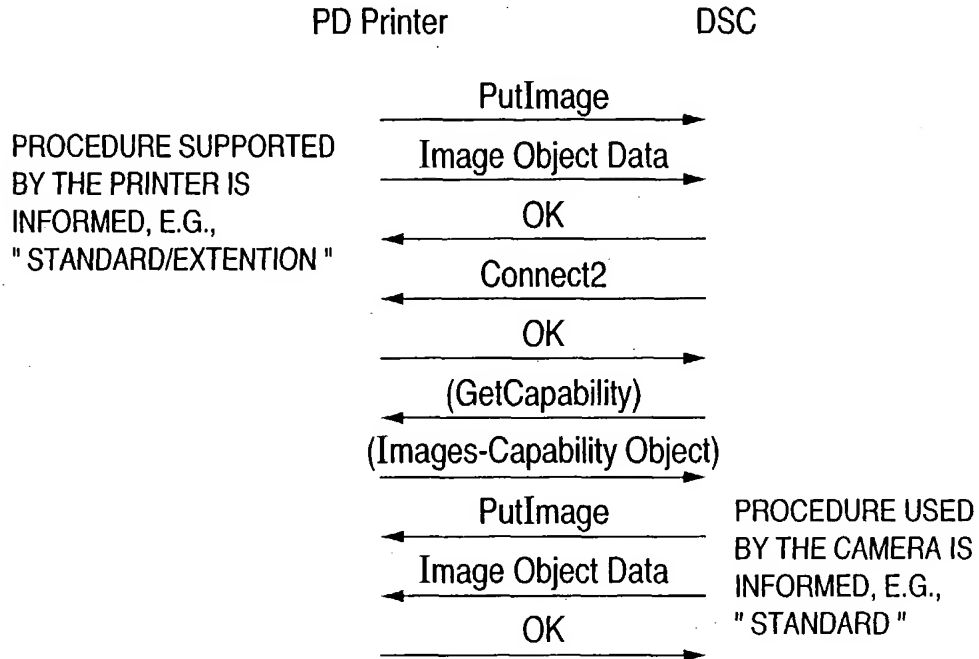 PD Printer DSC
PutImage
PROCEDURE SUPPORTED
BY THE PRINTER IS
INFORMED, E.G.,
" STANDARD/EXTENTION "
Image Object Data
OK
Connect2
OK
(GetCapability)
(Images-Capability Object)
PutImage
Image Object Data
OK
PROCEDURE USED
BY THE CAMERA IS
INFORMED, E.G.,
" STANDARD "